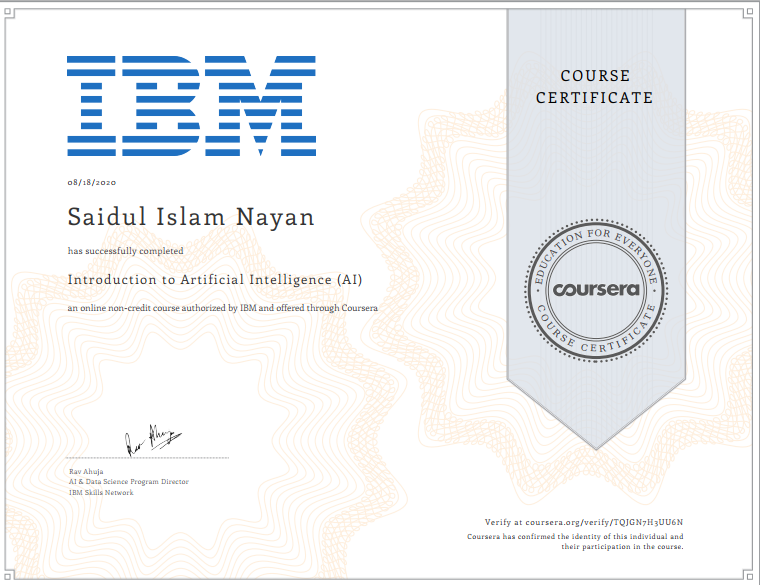 IBM
COURSE
CERTIFICATE
08/18/2020
Saidul Islam Nayan
has successfully completed
Introduction to Artificial Intelligence (AI)
an online non-credit course authorized by IBM and offered through Coursera
EDUCATION FOR EVERYONE
coursera
COURSE CERTIFICATE
Rav Ahuja
AI & Data Science Program Director
IBM Skills Network
Verify at coursera.org/verify/TQJGN7H3UU6N
Coursera has confirmed the identity of this individual and
their participation in the course.